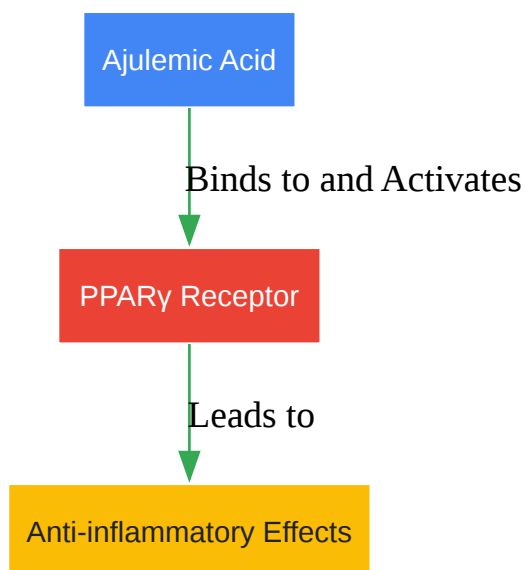 Ajulemic Acid
Binds to and Activates
PPARγ Receptor
Leads to
Anti-inflammatory Effects